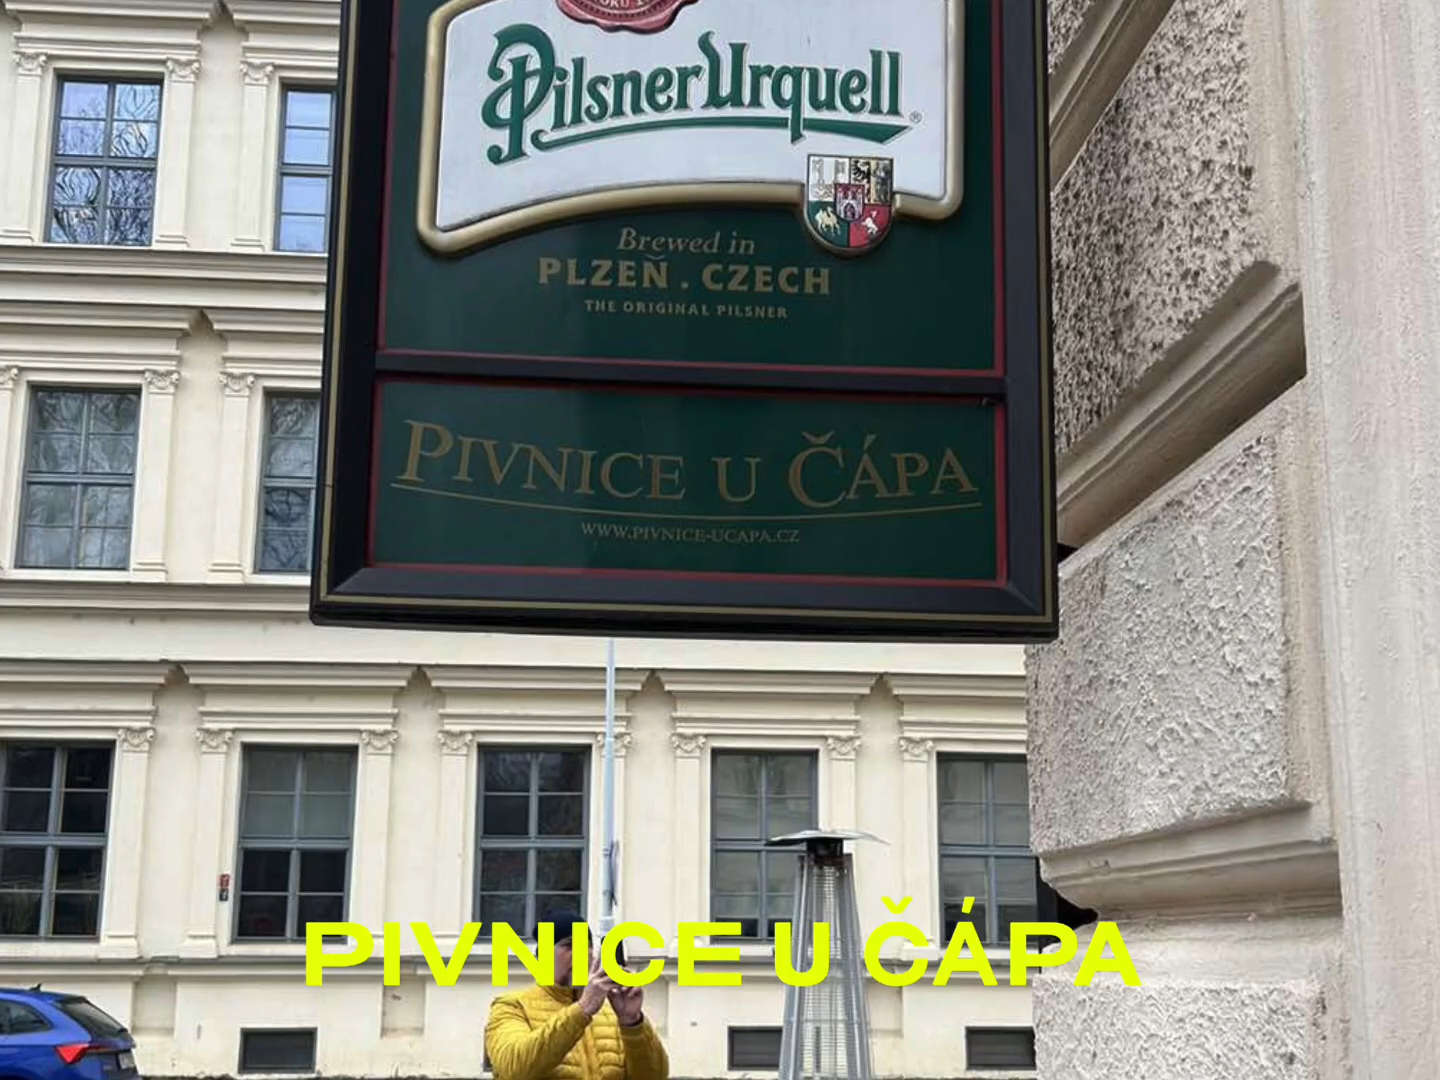 Pilsner Urquell ®
Brewed in
PLZEŇ . CZECH
THE ORIGINAL PILSNER
PIVNICE U ČÁPA
WWW.PIVNICE-UCAPA.CZ
PIVNICE U ČÁPA